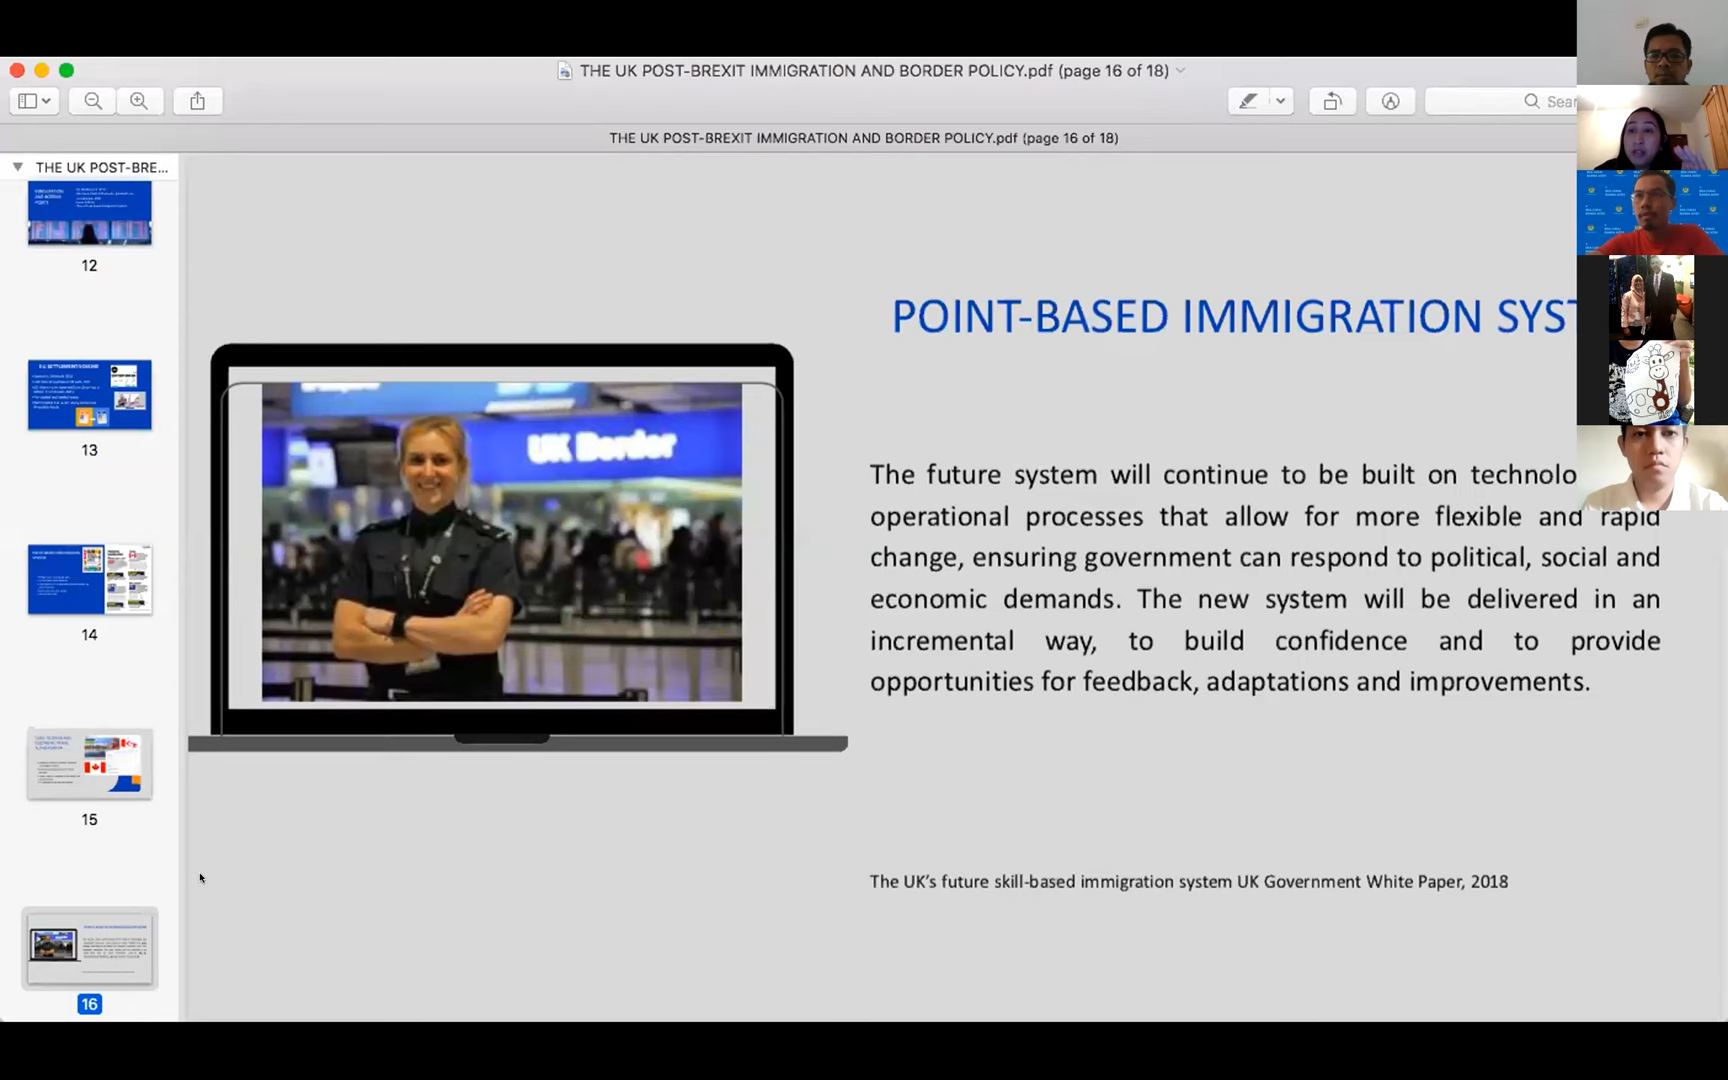 THE UK POST-BREXIT IMMIGRATION AND BORDER POLICY.pdf (page 16 of 18)
Sea
THE UK POST-BREXIT IMMIGRATION AND BORDER POLICY.pdf (page 16 of 18)
THE UK POST-BRE...
12
13
14
15
16
UK Border
POINT-BASED IMMIGRATION SYST
The future system will continue to be built on technolo
operational processes that allow for more flexible and rapid
change, ensuring government can respond to political, social and
economic demands. The new system will be delivered in an
incremental way, to build confidence and to provide
opportunities for feedback, adaptations and improvements.
The UK's future skill-based immigration system UK Government White Paper, 2018